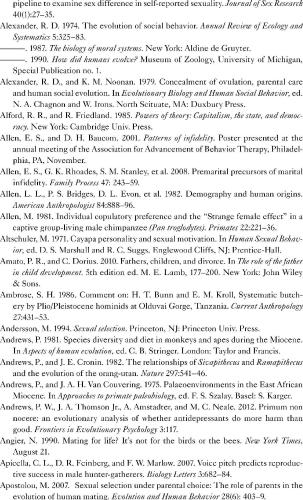 pipeline to examine sex difference in self-reported sexuality. Journal of Sex Research
40(1):27–35.
Alexander, R. D. 1974. The evolution of social behavior. Annual Review of Ecology and
Systematics 5:325–83.
———. 1987. The biology of moral systems. New York: Aldine de Gruyter.
———. 1990. How did humans evolve? Museum of Zoology, University of Michigan,
Special Publication no. 1.
Alexander, R. D., and K. M. Noonan. 1979. Concealment of ovulation, parental care
and human social evolution. In Evolutionary Biology and Human Social Behavior, ed.
N. A. Chagnon and W. Irons. North Scituate, MA: Duxbury Press.
Alford, R. R., and R. Friedland. 1985. Powers of theory: Capitalism, the state, and democ-
racy. New York: Cambridge Univ. Press.
Allen, E. S., and D. H. Baucom. 2001. Patterns of infidelity. Poster presented at the
annual meeting of the Association for Advancement of Behavior Therapy, Philadel-
phia, PA, November.
Allen, E. S., G. K. Rhoades, S. M. Stanley, et al. 2008. Premarital precursors of marital
infidelity. Family Process 47: 243–59.
Allen, L. L., P. S. Bridges, D. L. Evon, et al. 1982. Demography and human origins.
American Anthropologist 84:888–96.
Allen, M. 1981. Individual copulatory preference and the “Strange female effect” in a
captive group-living male chimpanzee (Pan troglodytes). Primates 22:221–36.
Altschuler, M. 1971. Cayapa personality and sexual motivation. In Human Sexual Behav-
ior, ed. D. S. Marshall and R. C. Suggs. Englewood Cliffs, NJ: Prentice-Hall.
Amato, P. R., and C. Dorius. 2010. Fathers, children, and divorce. In The role of the father
in child development. 5th edition ed. M. E. Lamb, 177–200. New York: John Wiley
& Sons.
Ambrose, S. H. 1986. Comment on: H. T. Bunn and E. M. Kroll, Systematic butch-
ery by Plio/Pleistocene hominids at Olduvai Gorge, Tanzania. Current Anthropology
27:431–53.
Andersson, M. 1994. Sexual selection. Princeton, NJ: Princeton Univ. Press.
Andrews, P. 1981. Species diversity and diet in monkeys and apes during the Miocene.
In Aspects of human evolution, ed. C. B. Stringer. London: Taylor and Francis.
Andrews, P., and J. E. Cronin. 1982. The relationships of Sivapithecus and Ramapithecus
and the evolution of the orang-utan. Nature 297:541–46.
Andrews, P., and J. A. H. Van Couvering. 1975. Palaeoenvironments in the East African
Miocene. In Approaches to primate paleobiology, ed. F. S. Szalay. Basel: S. Karger.
Andrews, P. W., J. A. Thomson Jr., A. Amstadter, and M. C. Neale. 2012. Primum non
nocere: an evolutionary analysis of whether antidepressants do more harm than
good. Frontiers in Evolutionary Psychology 3:117.
Angier, N. 1990. Mating for life? It’s not for the birds or the bees. New York Times,
August 21.
Apicella, C. L., D. R. Feinberg, and F. W. Marlow. 2007. Voice pitch predicts reproduc-
tive success in male hunter-gatherers. Biology Letters 3:682–84.
Apostolou, M. 2007. Sexual selection under parental choice: The role of parents in the
evolution of human mating. Evolution and Human Behavior 28(6): 403–9.